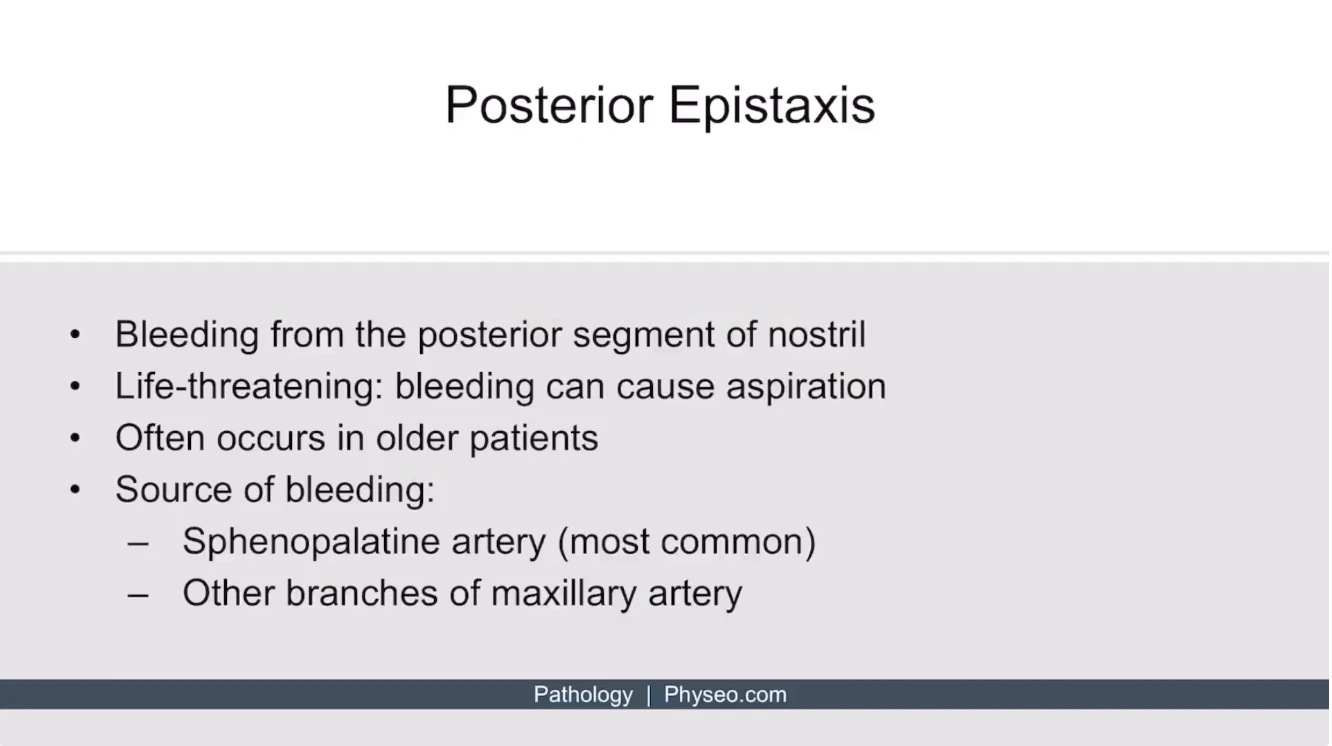 Posterior Epistaxis
• Bleeding from the posterior segment of nostril
• Life-threatening: bleeding can cause aspiration
• Often occurs in older patients
• Source of bleeding:
– Sphenopalatine artery (most common)
– Other branches of maxillary artery
Pathology | Physeo.com